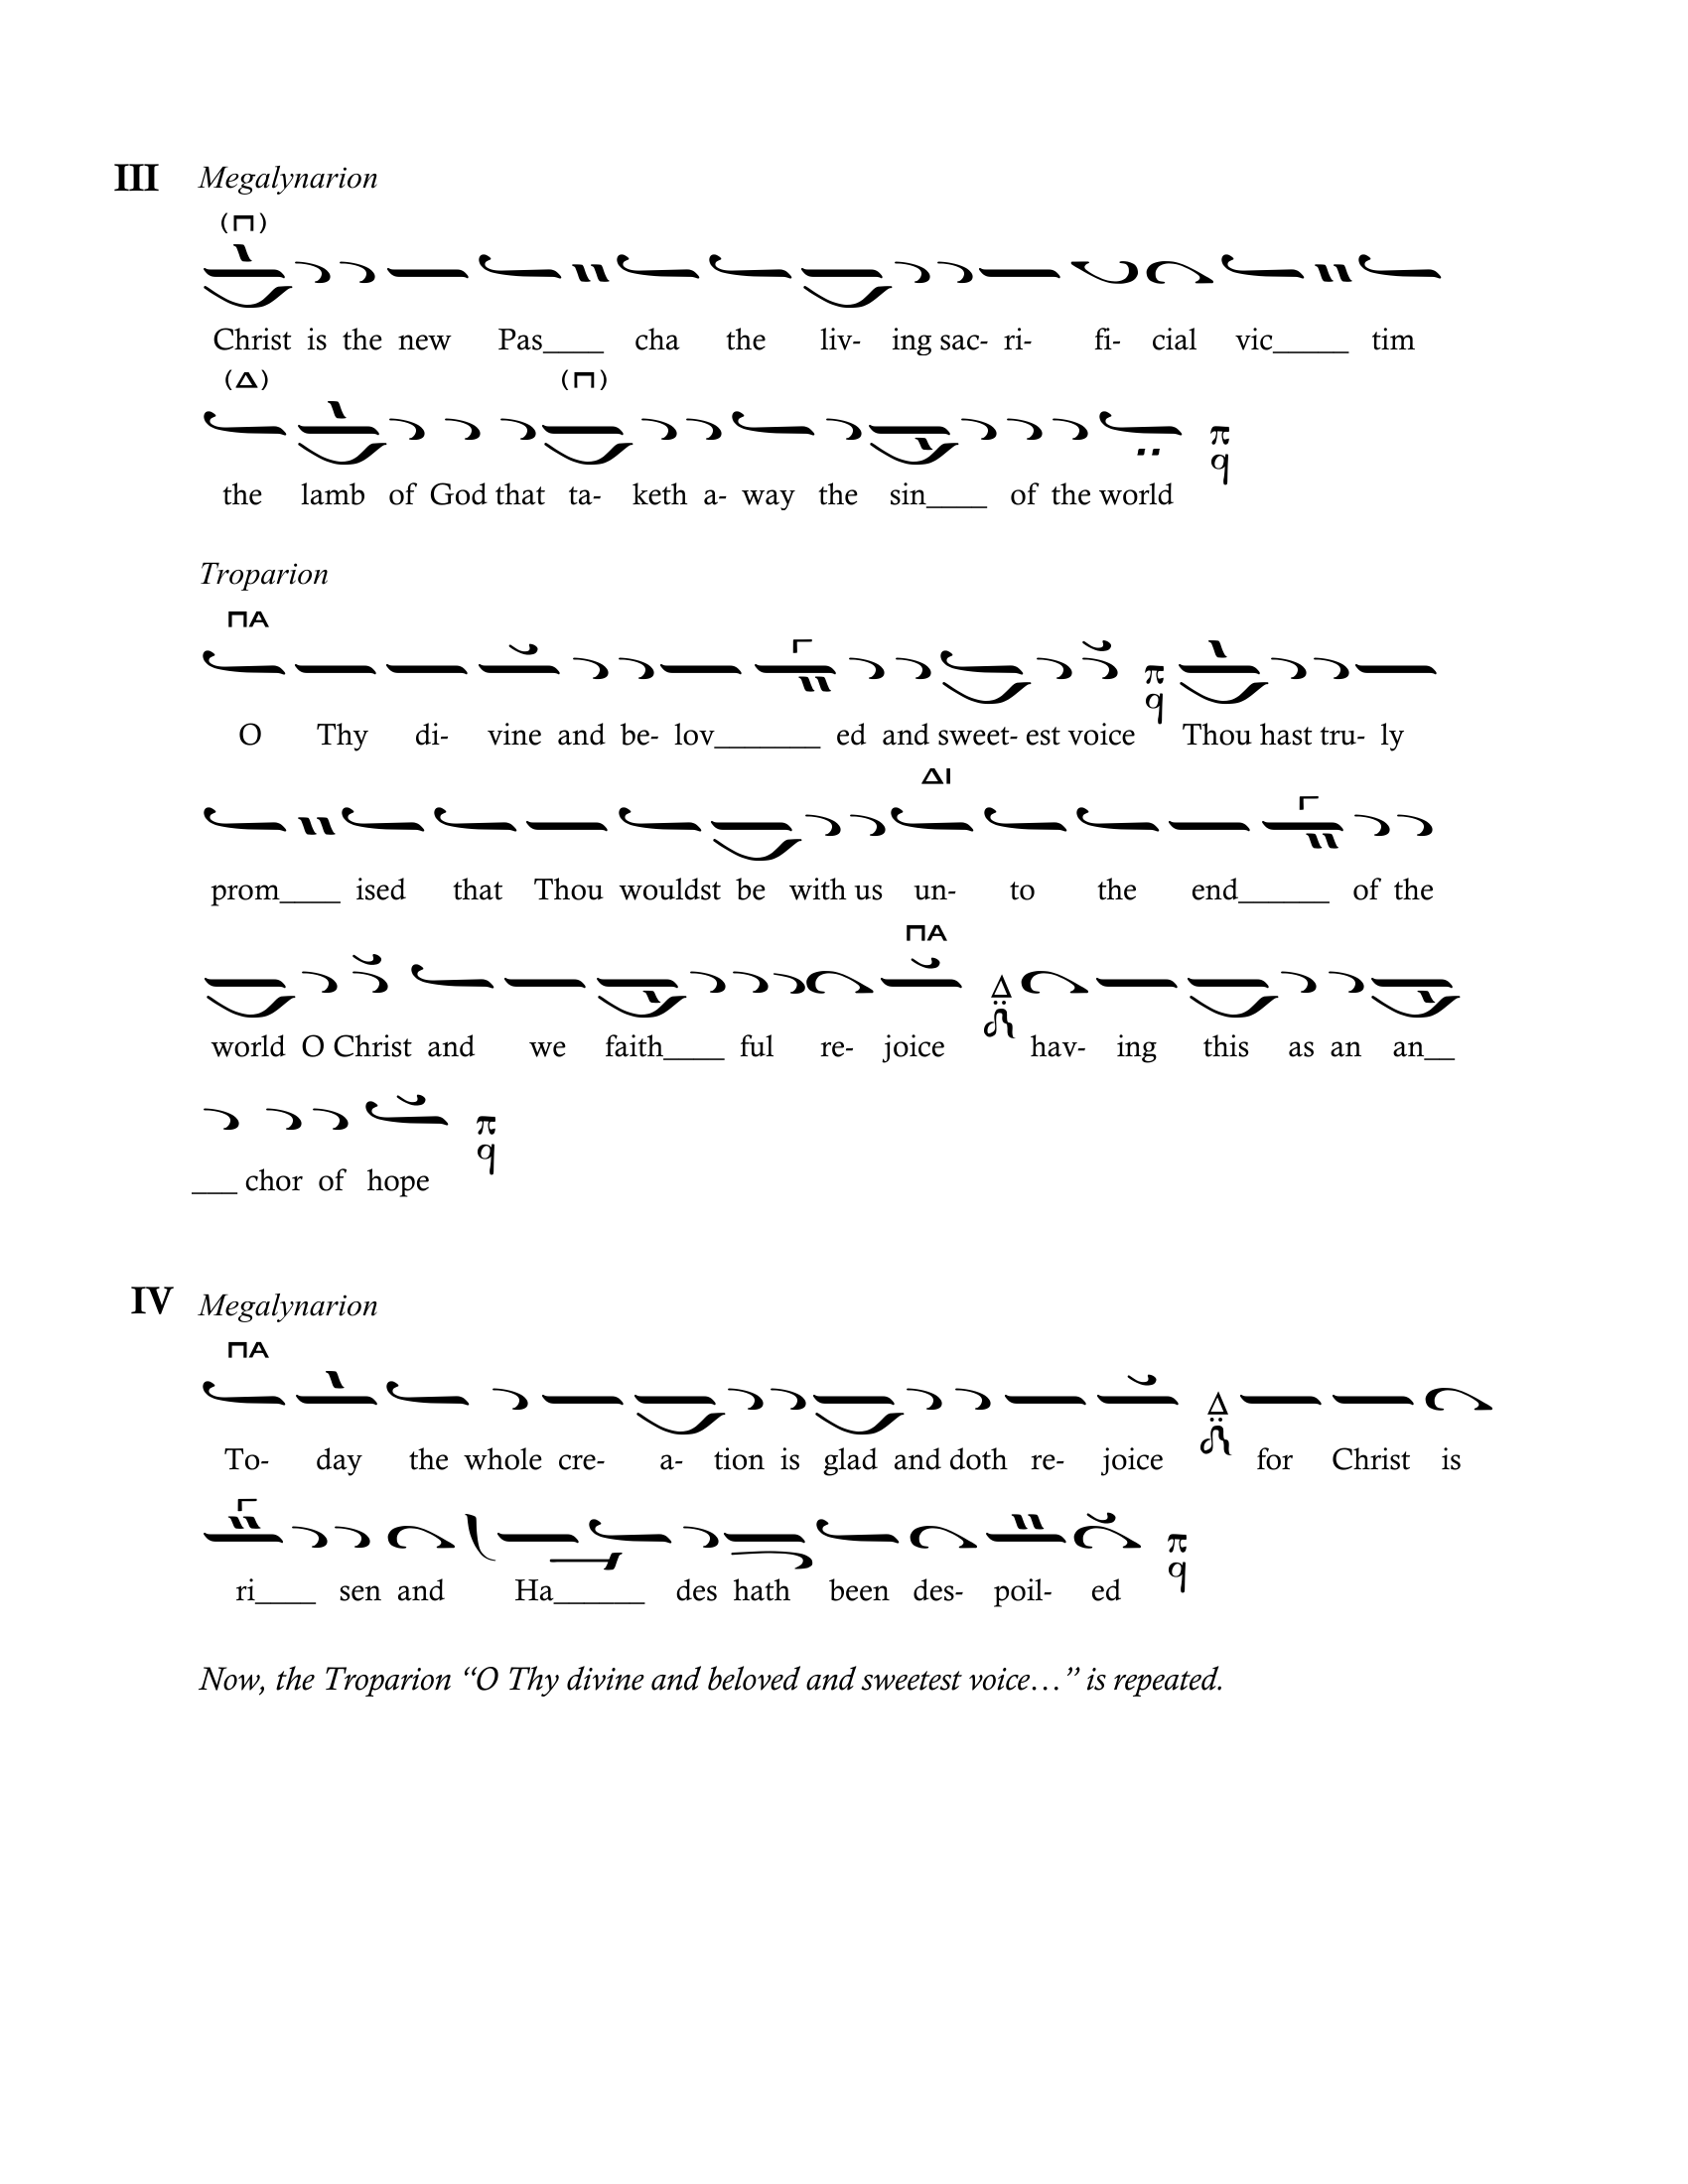 III Megalynarion
(Π)
Christ is the new Pas____ cha the liv- ing sac- ri- fi- cial vic_____ tim
(Δ) (Π)
the lamb of God that ta- keth a- way the sin____ of the world
π
q
Troparion
ΠΑ
Γ
π
q
O Thy di- vine and be- lov_______ ed and sweet- est voice Thou hast tru- ly
ΔΙ
Γ
prom____ ised that Thou wouldst be with us un- to the end______ of the
ΠΑ
Δ
world O Christ and we faith____ ful re- joice hav- ing this as an an__
π
q
___ chor of hope
IV Megalynarion
ΠΑ
Δ
To- day the whole cre- a- tion is glad and doth re- joice for Christ is
Γ
π
q
ri____ sen and Ha______ des hath been des- poil- ed
Now, the Troparion “O Thy divine and beloved and sweetest voice…” is repeated.